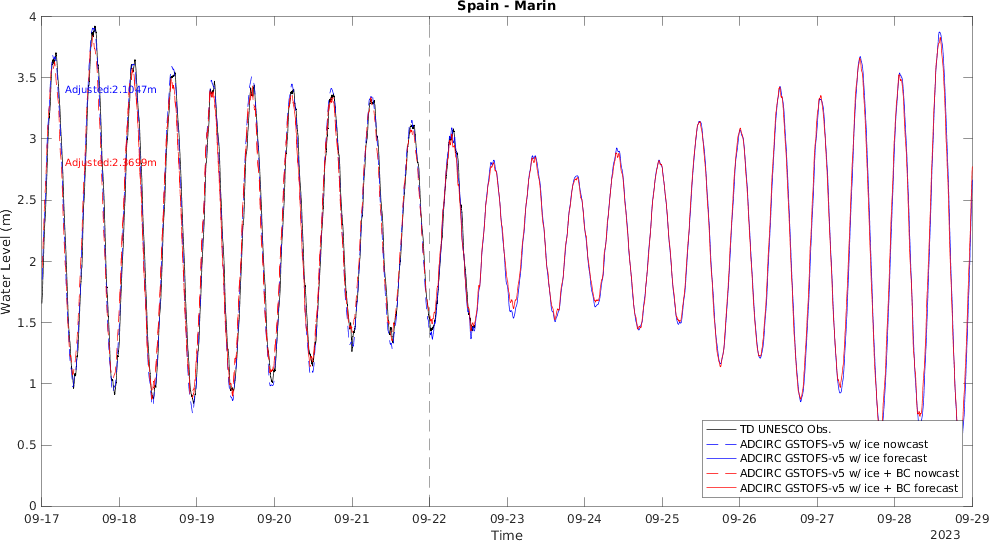 Spain - Marin
4
3.5
3
2.5
2
1.5
1
0.5
0
Water Level (m)
Adjusted:2.1047m
Adjusted:2.3699m
TD UNESCO Obs.
ADCIRC GSTOFS-v5 w/ ice nowcast
ADCIRC GSTOFS-v5 w/ ice forecast
ADCIRC GSTOFS-v5 w/ ice + BC nowcast
ADCIRC GSTOFS-v5 w/ ice + BC forecast
09-17 09-18 09-19 09-20 09-21 09-22 09-23 09-24 09-25 09-26 09-27 09-28 09-29
Time
2023